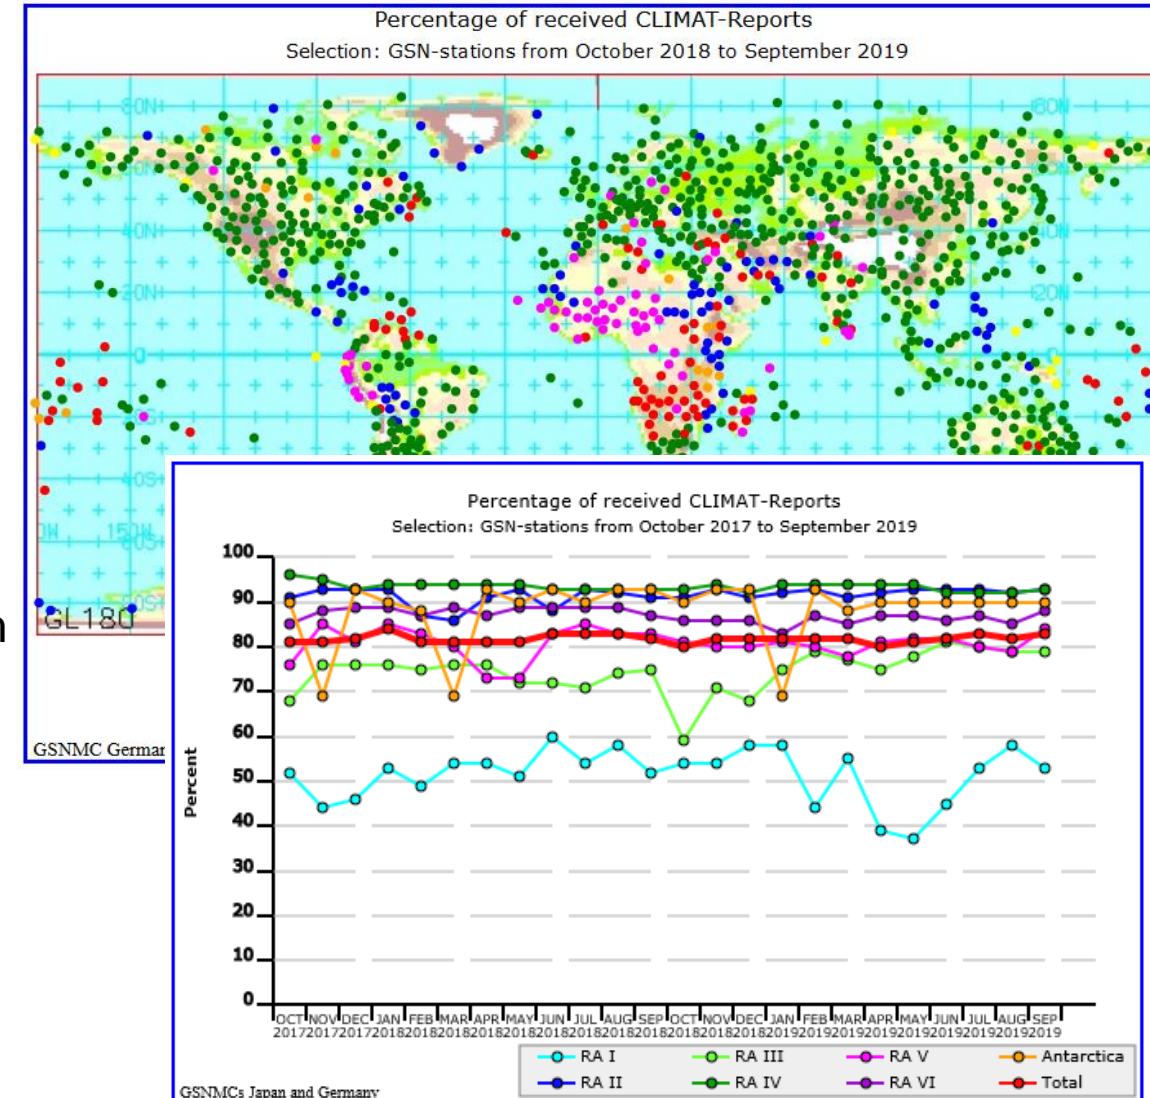 Percentage of received CLIMAT-Reports
Selection: GSN-stations from October 2018 to September 2019
80N 80N
60N
40N 40N
20N 20N
0 0
40S
150W
60S
GL180
GSNMC German
n
Percentage of received CLIMAT-Reports
Selection: GSN-stations from October 2017 to September 2019
Percent
100
90
80
70
60
50
40
30
20
10
0
OCT NOV DEC JAN FEB MAR APR MAY JUN JUL AUG SEP OCT NOV DEC JAN FEB MAR APR MAY JUN JUL AUG SEP
2017 2017 2017 2018 2018 2018 2018 2018 2018 2018 2018 2018 2018 2018 2018 2019 2019 2019 2019 2019 2019 2019 2019 2019
RA I RA III RA V Antarctica
RA II RA IV RA VI Total
GSNMCs Japan and Germany